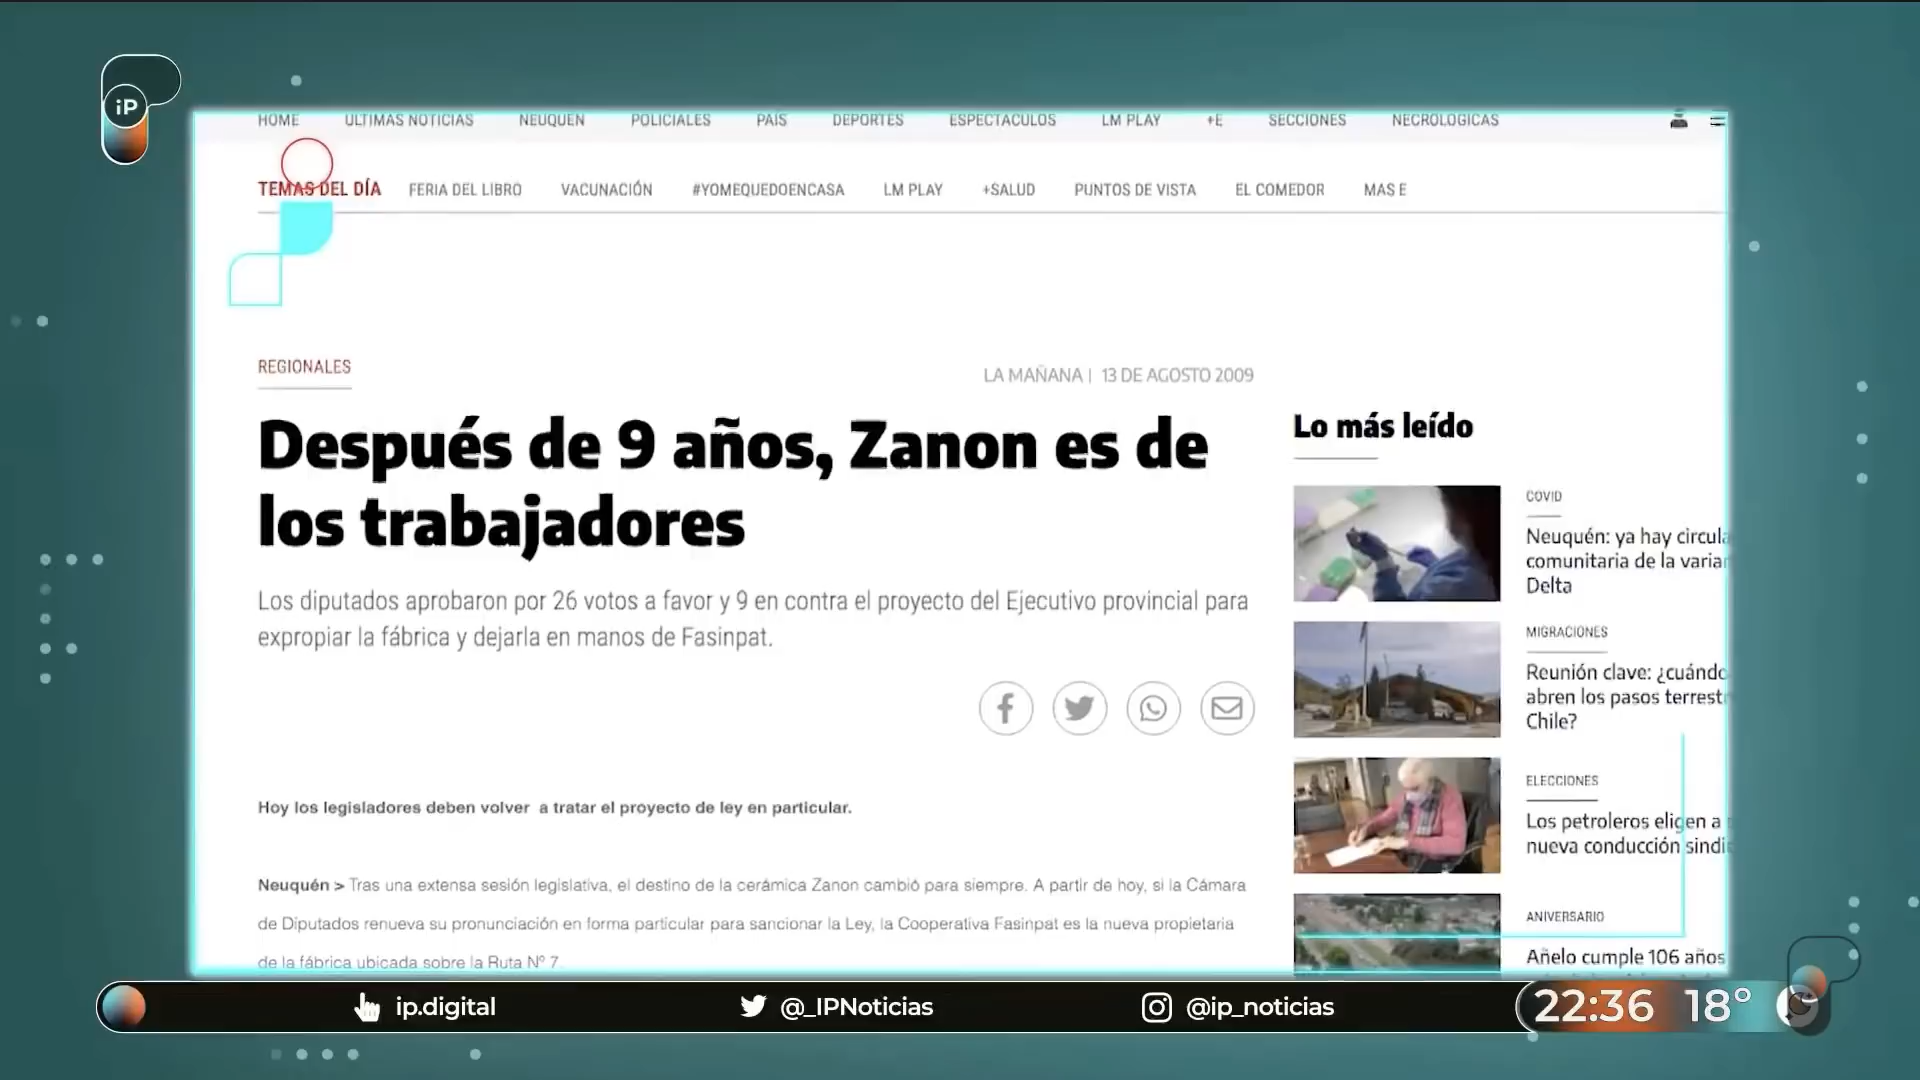 iP
HOME ULTIMAS NOTICIAS NEUQUEN POLICIALES PAIS DEPORTES ESPECTACULOS LM PLAY +E SECCIONES NECROLOGICAS
TEMAS DEL DÍA FERIA DEL LIBRO VACUNACIÓN #YOMEQUEDOENCASA LM PLAY +SALUD PUNTOS DE VISTA EL COMEDOR MAS E
REGIONALES
LA MAÑANA | 13 DE AGOSTO 2009
Después de 9 años, Zanon es de
los trabajadores
Los diputados aprobaron por 26 votos a favor y 9 en contra el proyecto del Ejecutivo provincial para
expropiar la fábrica y dejarla en manos de Fasinpat.
Hoy los legisladores deben volver a tratar el proyecto de ley en particular.
Neuquén > Tras una extensa sesión legislativa, el destino de la cerámica Zanon cambió para siempre. A partir de hoy, si la Cámara
de Diputados renueva su pronunciación en forma particular para sancionar la Ley, la Cooperativa Fasinpat es la nueva propietaria
de la fábrica ubicada sobre la Ruta Nº 7.
Lo más leído
COVID
Neuquén: ya hay circula
comunitaria de la varian
Delta
MIGRACIONES
Reunión clave: ¿cuándo
abren los pasos terrestr
Chile?
ELECCIONES
Los petroleros eligen a
nueva conducción sindi
ANIVERSARIO
Añelo cumple 106 años
ip.digital @_IPNoticias @ip_noticias 22:36 18°